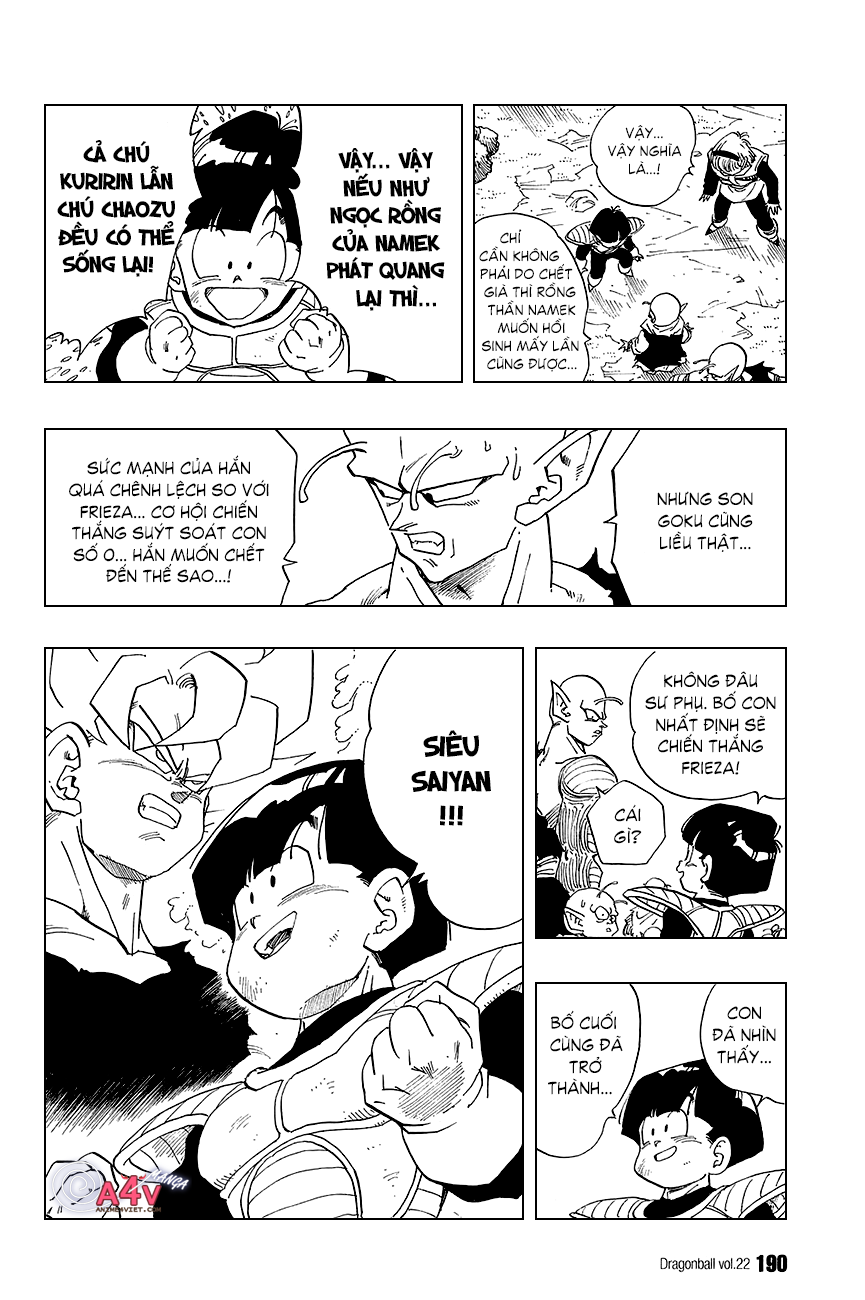 VẬY...
VẬY NGHĨA
LÀ...!
CHỈ
CẦN KHÔNG
PHẢI DO CHẾT
GIÀ THÌ RỒNG
THẦN NAMEK
MUỐN HỒI
SINH MẤY LẦN
CŨNG ĐƯỢC...
VẬY... VẬY
NẾU NHƯ
NGỌC RỒNG
CỦA NAMEK
PHÁT QUANG
LẠI THÌ...
CẢ CHÚ
KURIRIN LẪN
CHÚ CHAOZU
ĐỀU CÓ THỂ
SỐNG LẠI!
NHƯNG SON
GOKU CŨNG
LIỀU THẬT...
SỨC MẠNH CỦA HẮN
QUÁ CHÊNH LỆCH SO VỚI
FRIEZA... CƠ HỘI CHIẾN
THẮNG SUÝT SOÁT CON
SỐ 0... HẮN MUỐN CHẾT
ĐẾN THẾ SAO...!
KHÔNG ĐÂU
SƯ PHỤ. BỐ CON
NHẤT ĐỊNH SẼ
CHIẾN THẮNG
FRIEZA!
CÁI
GÌ?
CON
ĐÃ NHÌN
THẤY...
BỐ CUỐI
CÙNG ĐÃ
TRỞ
THÀNH...
SIÊU
SAIYAN
!!!
A4V MANGA
ANIME4VIET.COM
Dragonball vol.22 190